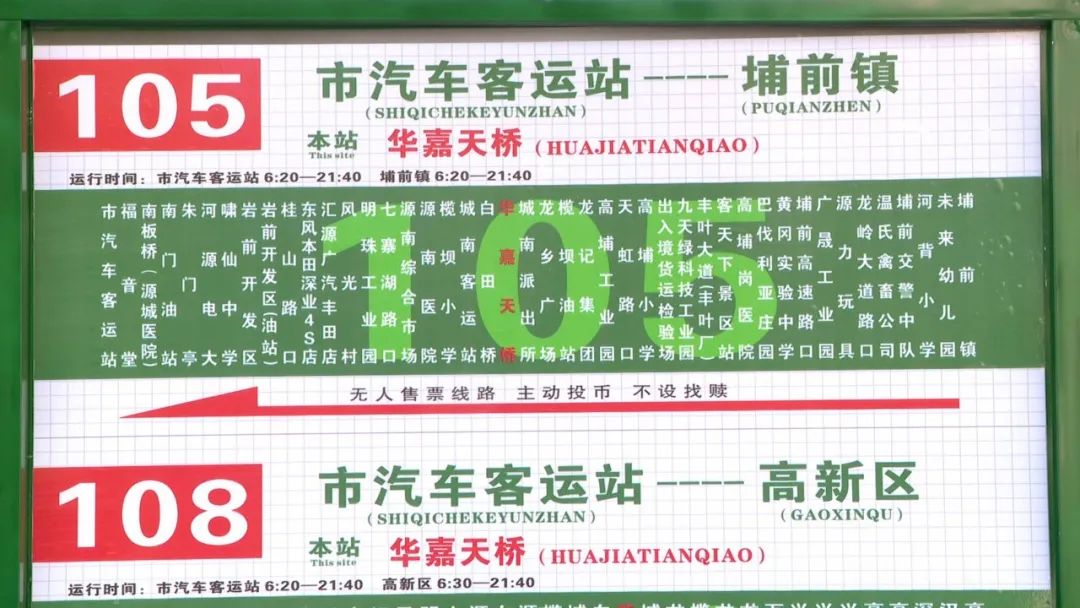 105
市汽车客运站----埔前镇
(SHIQICHEKEYUNZHAN)
(PUQIANZHEN)
本站
This site
华嘉天桥(HUAJIATIANQIAO)
运行时间：市汽车客运站6:20—21:40 埔前镇6:20—21:40
105
市汽车客运站
福音堂
南板桥(源城医院)
南门油站
朱门亭
河源电大
啸仙中学
岩前开发区
岩前开发区(油站)
桂山路口
东风本田深业4S店
汇源广汽丰田店
风光村
明珠工业园
七寨湖路口
源南综合市场
源南医院
榄坝小学
城南客运站
白田桥
华嘉天桥
城南派出所
龙乡广场
榄坝油站
龙记集团
高埔工业园
天虹路口
高埔小学
出入境货运检验场
九天绿科技工业园
丰叶大道(丰叶厂)
客天下景区站
高埔岗医院
巴伐利亚庄园
黄冈实验中学
埔前高速路口
广晟工业园
源力玩具
龙岭大道路口
温氏禽畜公司
埔前交警中队
河背小学
未来幼儿园
埔前镇
无人售票线路 主动投币 不设找赎
108
市汽车客运站----高新区
(SHIQICHEKEYUNZHAN)
(GAOXINQU)
本站
This site
华嘉天桥(HUAJIATIANQIAO)
运行时间：市汽车客运站6:20—21:40 高新区6:30—21:40